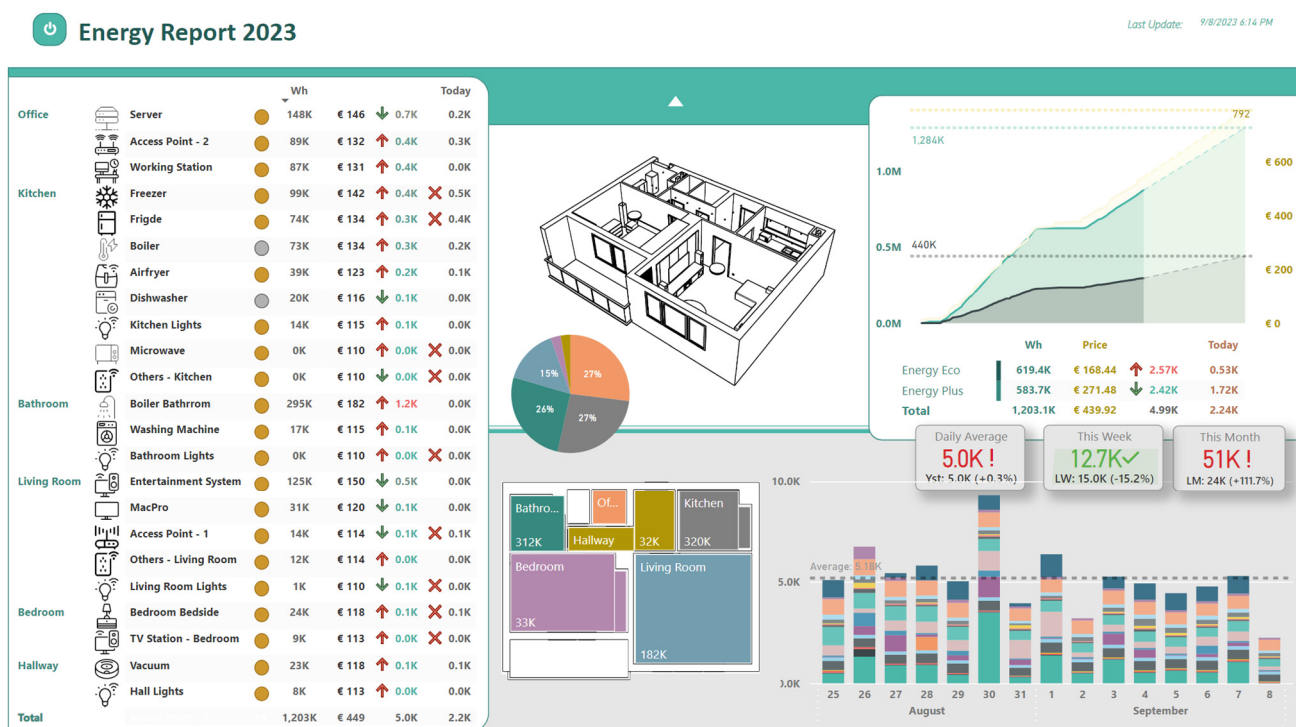 Energy Report 2023
Last Update: 9/8/2023 6:14 PM
Wh Today
Office Server 148K € 146 0.7K 0.2K
Access Point - 2 89K € 132 0.4K 0.3K
Working Station 87K € 131 0.4K 0.0K
Kitchen Freezer 99K € 142 0.4K 0.5K
Frigde 74K € 134 0.3K 0.4K
Boiler 73K € 134 0.3K 0.2K
Airfryer 39K € 123 0.2K 0.1K
Dishwasher 20K € 116 0.1K 0.0K
Kitchen Lights 14K € 115 0.1K 0.0K
Microwave 0K € 110 0.0K 0.0K
Others - Kitchen 0K € 110 0.0K 0.0K
Bathroom Boiler Bathrrom 295K € 182 1.2K 0.0K
Washing Machine 17K € 115 0.1K 0.0K
Bathroom Lights 0K € 110 0.0K 0.0K
Living Room Entertainment System 125K € 150 0.5K 0.0K
MacPro 31K € 120 0.1K 0.0K
Access Point - 1 14K € 114 0.1K 0.0K
Others - Living Room 12K € 114 0.0K 0.0K
Living Room Lights 1K € 110 0.1K 0.0K
Bedroom Bedroom Bedside 24K € 118 0.1K 0.1K
TV Station - Bedroom 9K € 113 0.0K 0.0K
Hallway Vacuum 23K € 118 0.1K 0.1K
Hall Lights 8K € 113 0.0K 0.0K
Total 1,203K € 449 5.0K 2.2K
15% 27%
26% 27%
Bathro... Of... Kitchen
312K Hallway 32K 320K
Bedroom Living Room
33K
182K
792
1,284K
1.0M € 600
€ 400
0.5M 440K
€ 200
0.0M € 0
Wh Price Today
Energy Eco 619.4K € 168.44 2.57K 0.53K
Energy Plus 583.7K € 271.48 2.42K 1.72K
Total 1,203.1K € 439.92 4.99K 2.24K
Daily Average
5.0K !
Yst: 5.0K (+0.3%)
This Week
12.7K
LW: 15.0K (-15.2%)
This Month
51K !
LM: 24K (+111.7%)
10.0K
Average: 5.18K
5.0K
0.0K
25 26 27 28 29 30 31 1 2 3 4 5 6 7 8
August September